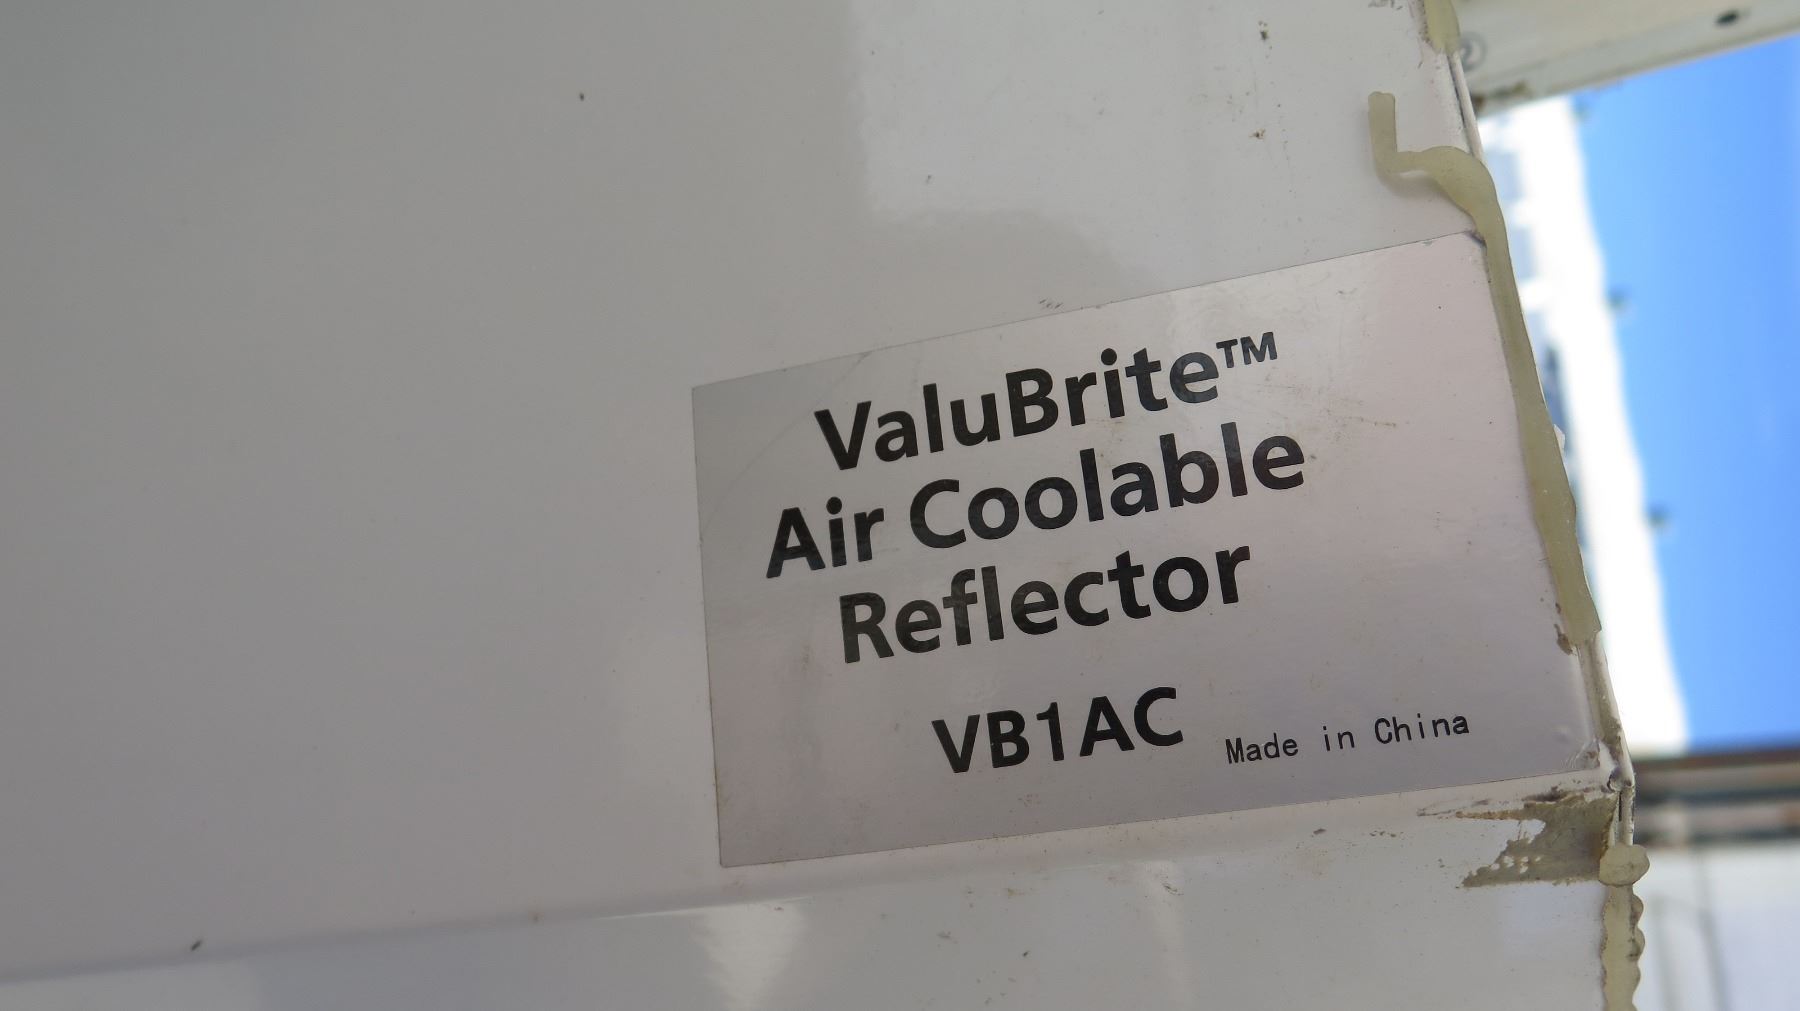 ValuBrite™
Air Coolable
Reflector
VB1AC Made in China